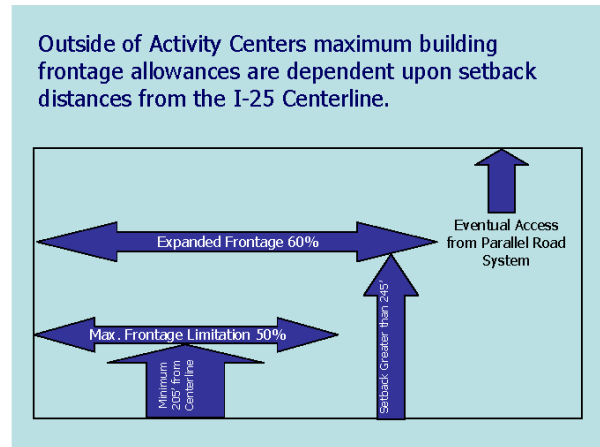 Outside of Activity Centers maximum building
frontage allowances are dependent upon setback
distances from the I-25 Centerline.
Eventual Access
from Parallel Road
System
Expanded Frontage 60%
Setback Greater than 245'
Max. Frontage Limitation 50%
Minimum
205' from
Centerline